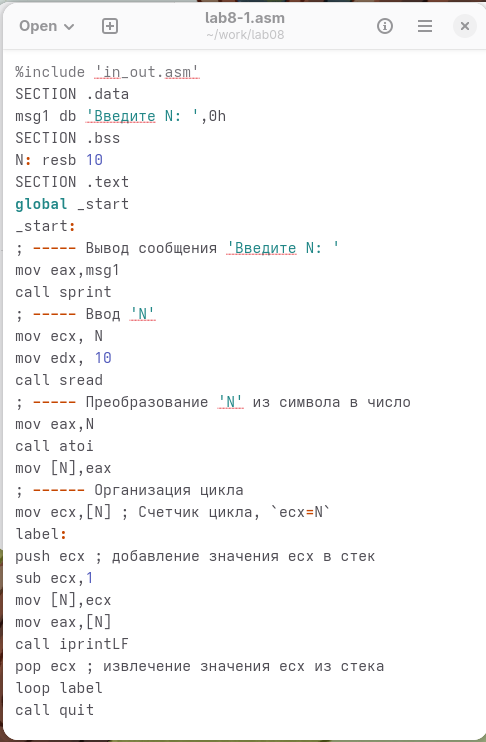 Open
lab8-1.asm
~/work/lab08
%include 'in_out.asm'
SECTION .data
msg1 db 'Введите N: ',0h
SECTION .bss
N: resb 10
SECTION .text
global _start
_start:
; ----- Вывод сообщения 'Введите N: '
mov eax,msg1
call sprint
; ----- Ввод 'N'
mov ecx, N
mov edx, 10
call sread
; ----- Преобразование 'N' из символа в число
mov eax,N
call atoi
mov [N],eax
; ------ Организация цикла
mov ecx,[N] ; Счетчик цикла, `ecx=N`
label:
push ecx ; добавление значения ecx в стек
sub ecx,1
mov [N],ecx
mov eax,[N]
call iprintLF
pop ecx ; извлечение значения ecx из стека
loop label
call quit